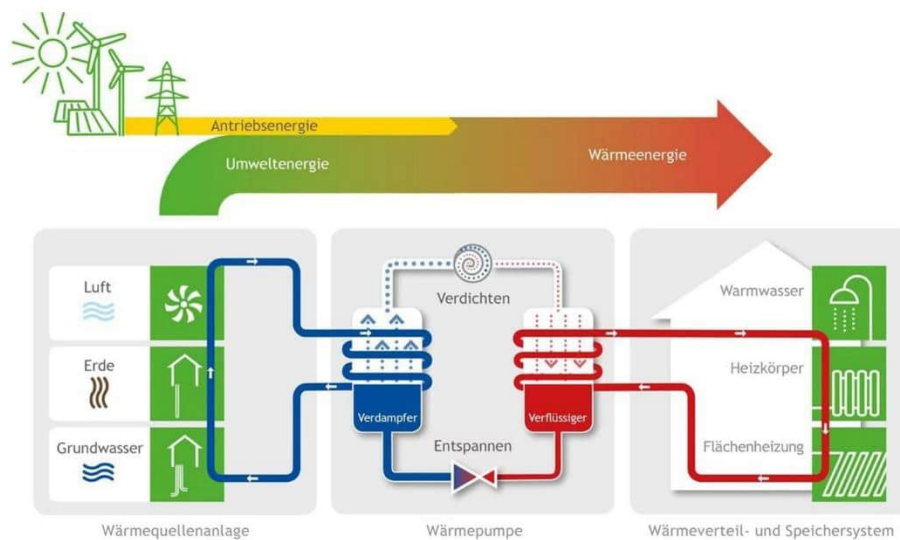 Antriebsenergie
Umweltenergie
Wärmeenergie
Luft
Erde
Grundwasser
Verdichten
Verdampfer
Verflüssiger
Entspannen
Warmwasser
Heizkörper
Flächenheizung
Wärmequellenanlage
Wärmepumpe
Wärmeverteil- und Speichersystem